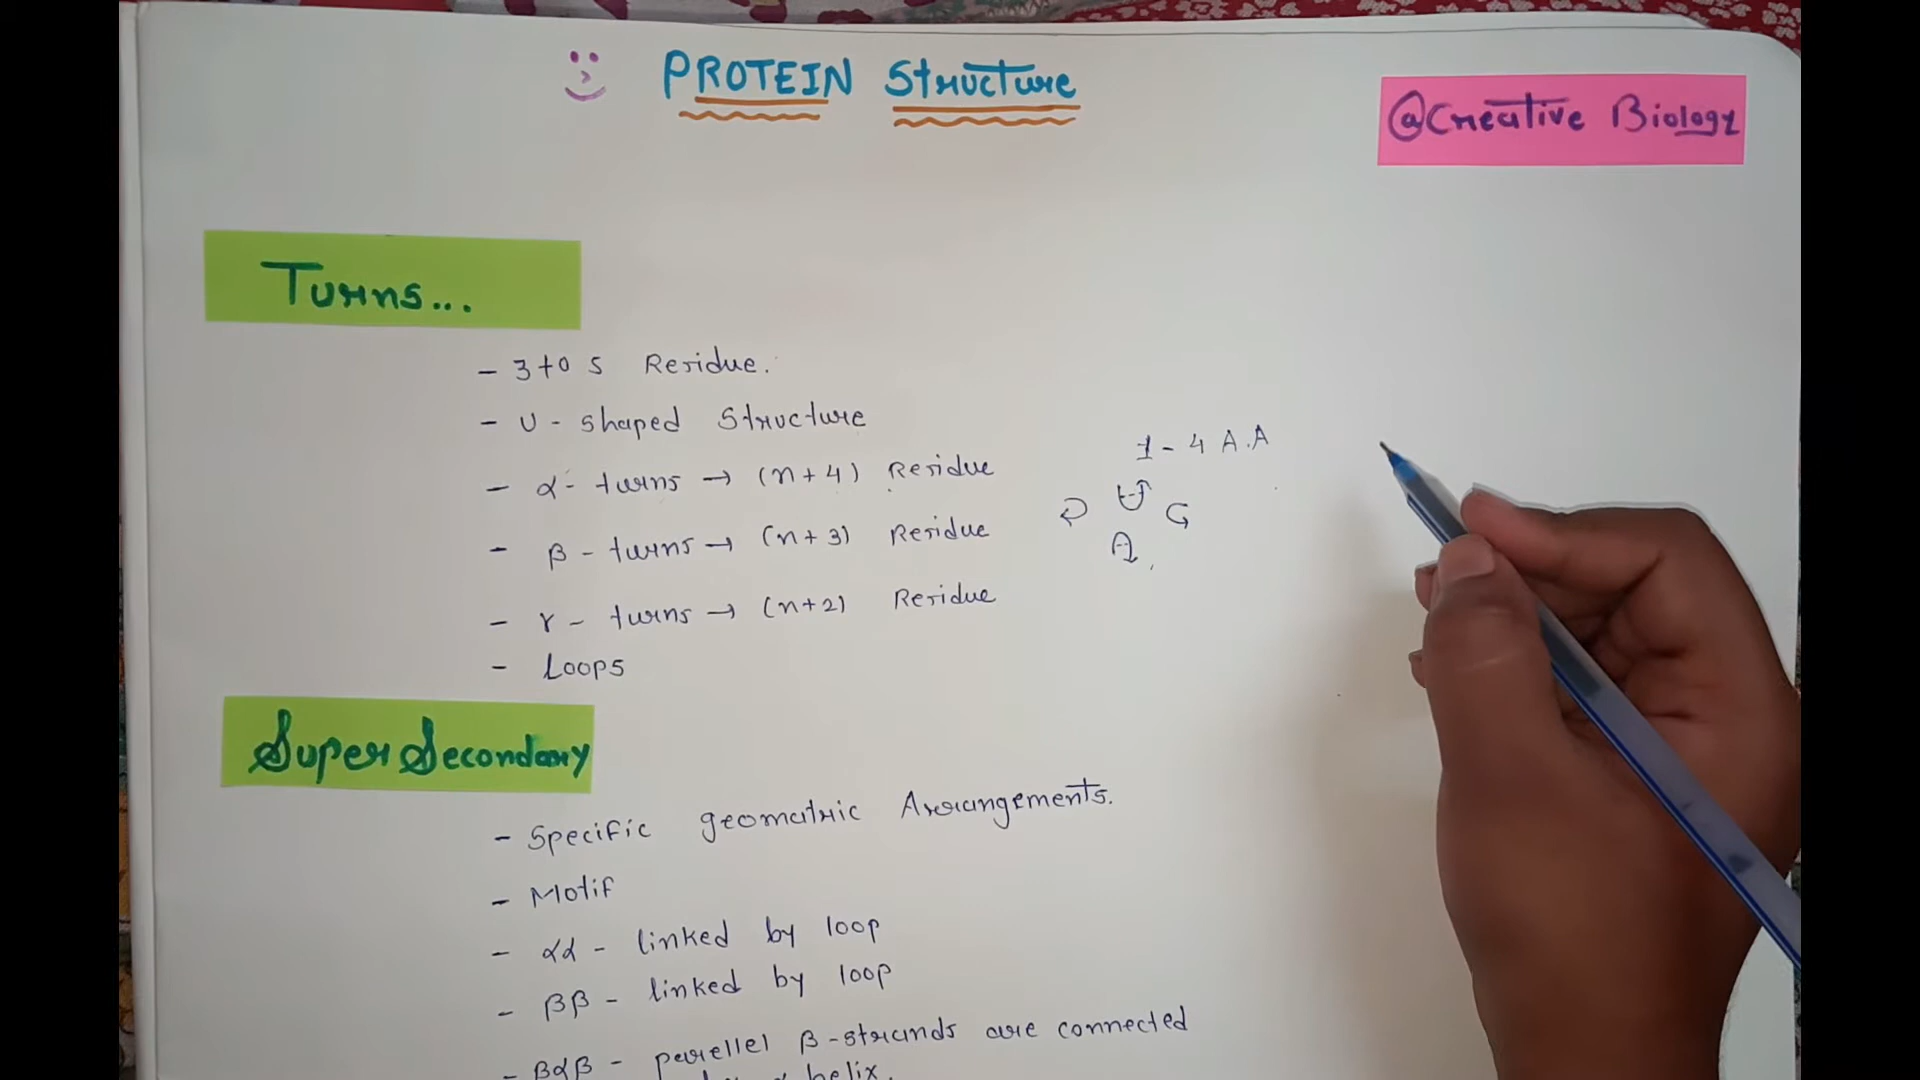 PROTEIN Structure
@Creative Biology
Turns...
- 3 to 5 Residue.
- U - shaped Structure
- α - turns → (n+4) Residue
1 - 4 A.A
- β - turns → (n+3) Residue
- γ - turns → (n+2) Residue
- Loops
Super Secondary
- Specific geomatric Arrangements.
- Motif
- αα - linked by loop
- ββ - linked by loop
- βαβ - parellel β-strands are connected
helix.